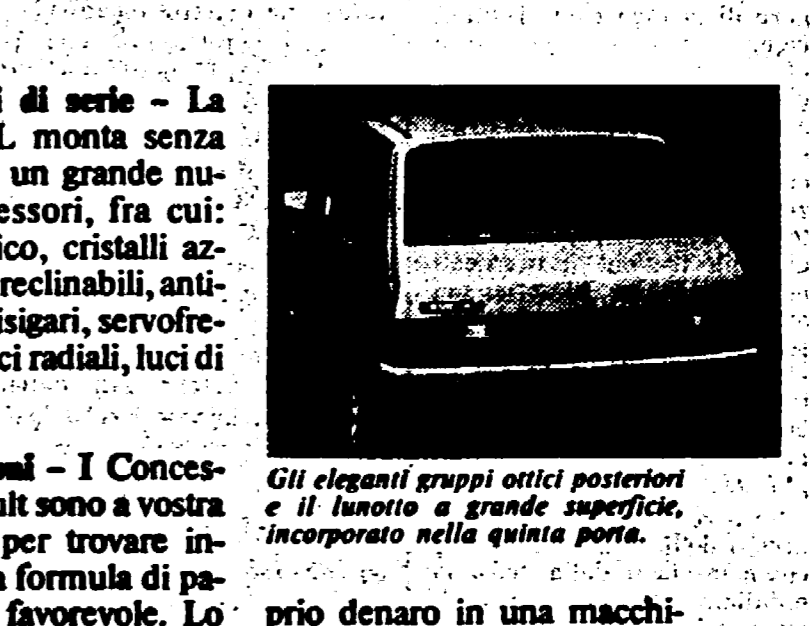 i di serie – La
L monta senza
un grande nu-
essori, fra cui:
ico, cristalli az-
reclinabili, anti-
isigari, servofre-
ci radiali, luci di
oni – I Conces-
ult sono a vostra
per trovare in-
a formula di pa-
favorevole. Lo
Gli eleganti gruppi ottici posteriori
e il lunotto a grande superficie,
incorporato nella quinta porta.
prio denaro in una macchi-